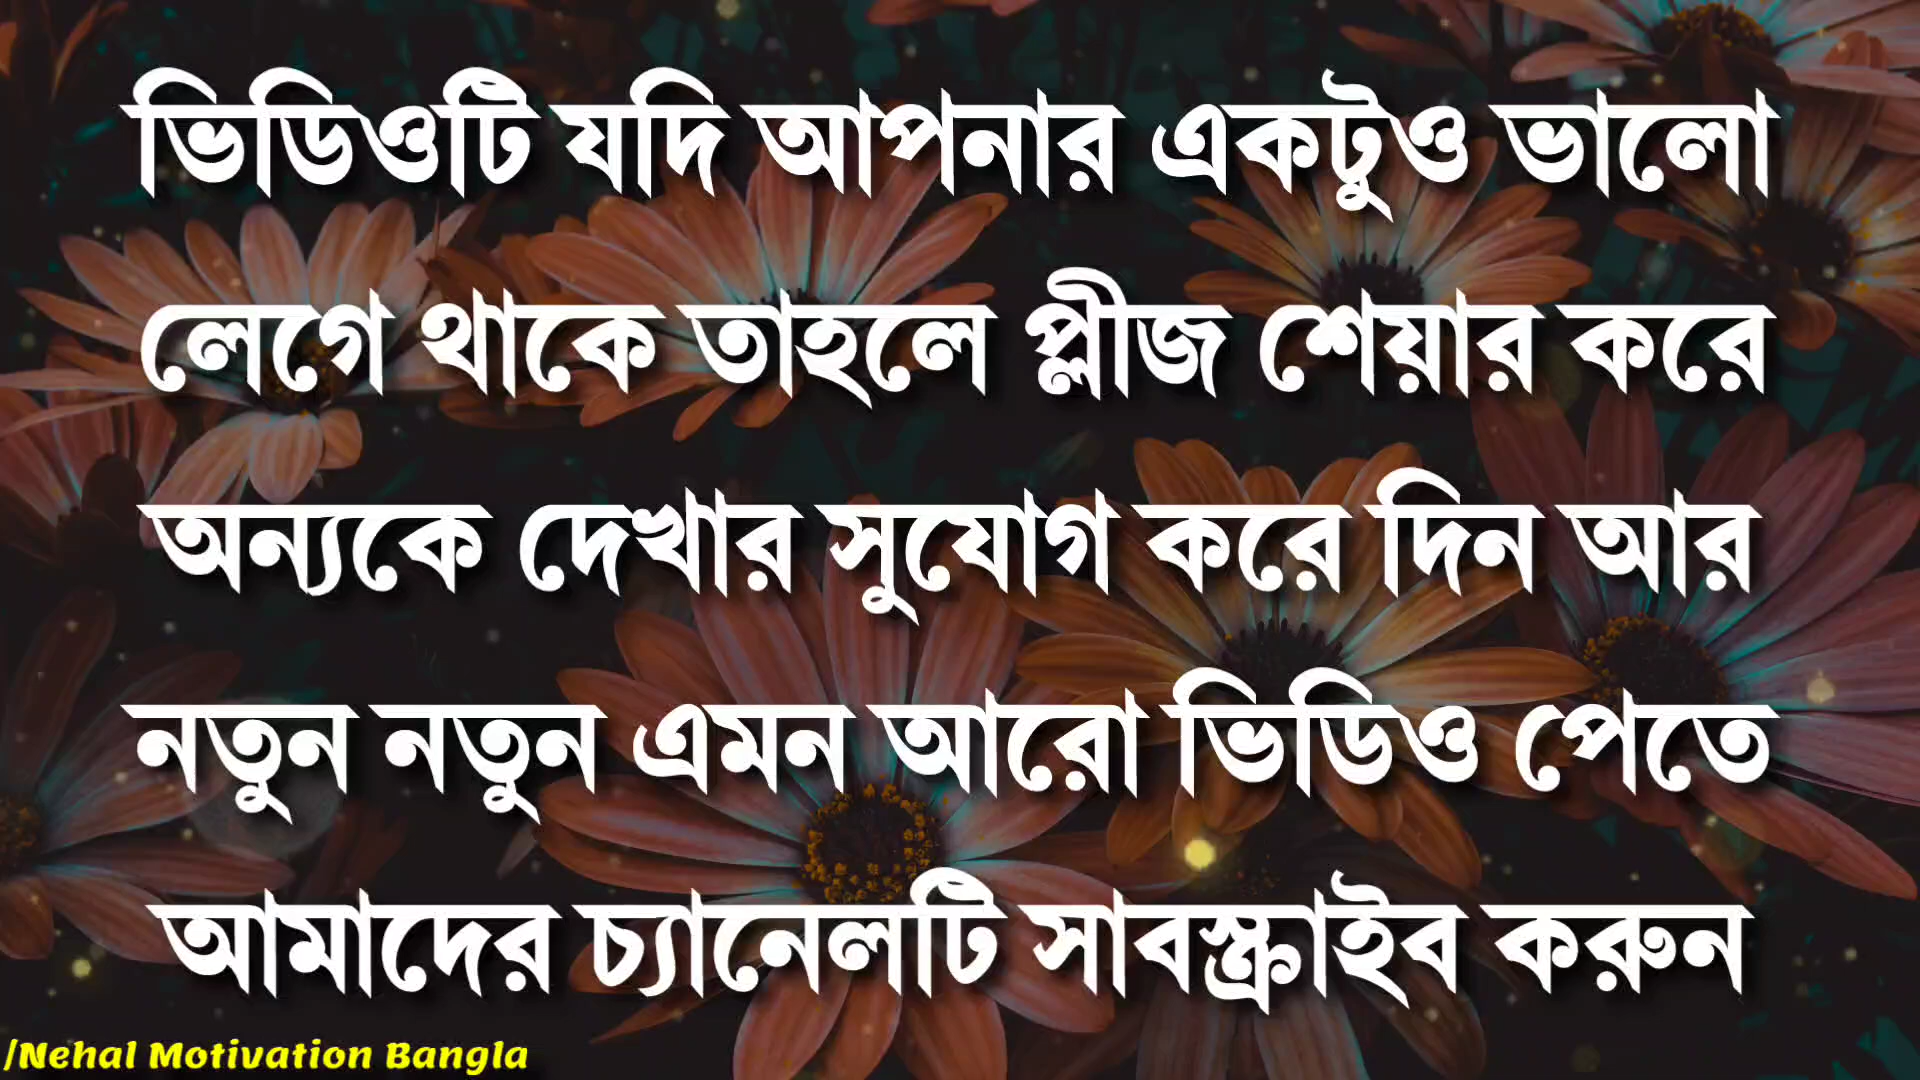 ভিডিওটি যদি আপনার একটুও ভালো
লেগে থাকে তাহলে প্লীজ শেয়ার করে
অন্যকে দেখার সুযোগ করে দিন আর
নতুন নতুন এমন আরো ভিডিও পেতে
আমাদের চ্যানেলটি সাবস্ক্রাইব করুন
/Nehal Motivation Bangla